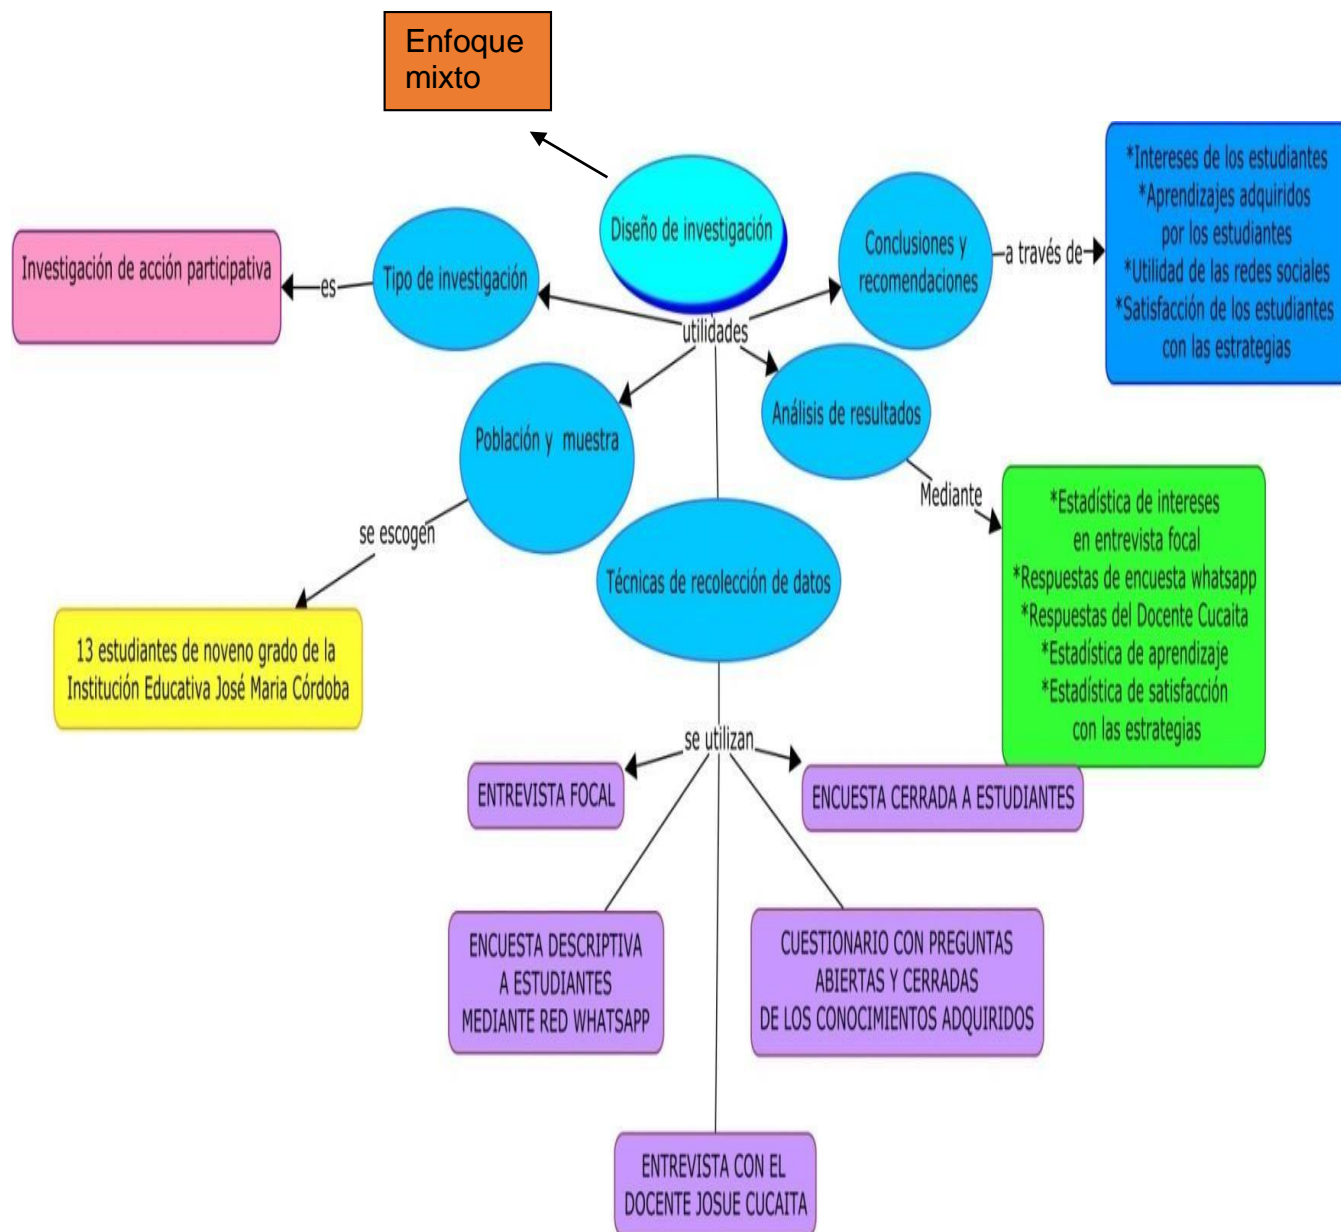 Enfoque
mixto
Diseño de investigación
utilidades
Tipo de investigación
es
Investigación de acción participativa
Conclusiones y
recomendaciones
a través de
*Intereses de los estudiantes
*Aprendizajes adquiridos
por los estudiantes
*Utilidad de las redes sociales
*Satisfacción de los estudiantes
con las estrategias
Población y muestra
se escogen
13 estudiantes de noveno grado de la
Institución Educativa José Maria Córdoba
Análisis de resultados
Mediante
*Estadística de intereses
en entrevista focal
*Respuestas de encuesta whatsapp
*Respuestas del Docente Cucaita
*Estadística de aprendizaje
*Estadística de satisfacción
con las estrategias
Técnicas de recolección de datos
se utilizan
ENTREVISTA FOCAL
ENCUESTA CERRADA A ESTUDIANTES
ENCUESTA DESCRIPTIVA
A ESTUDIANTES
MEDIANTE RED WHATSAPP
CUESTIONARIO CON PREGUNTAS
ABIERTAS Y CERRADAS
DE LOS CONOCIMIENTOS ADQUIRIDOS
ENTREVISTA CON EL
DOCENTE JOSUE CUCAITA